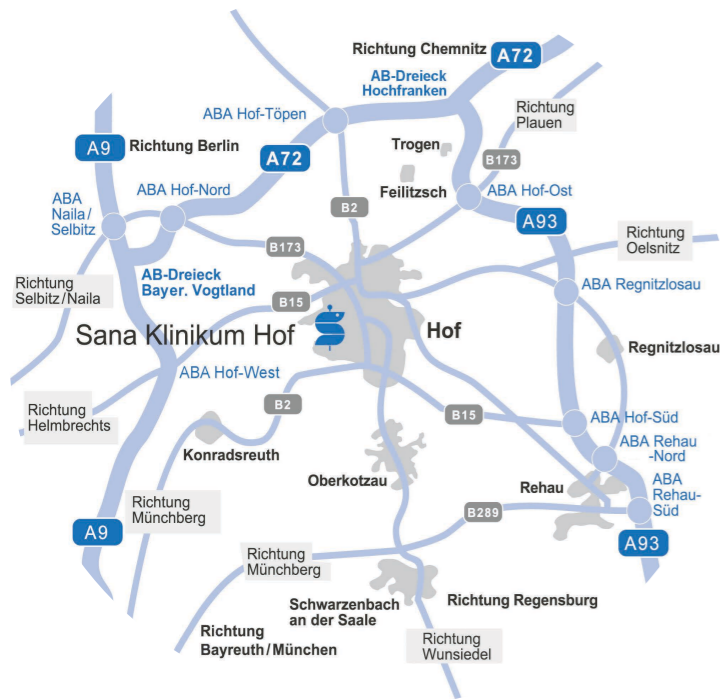 Richtung Chemnitz
A72
AB-Dreieck
Hochfranken
ABA Hof-Töpen
Richtung
Plauen
A9
Richtung Berlin
A72
Trogen
B173
Feilitzsch
ABA Hof-Nord
ABA Hof-Ost
ABA
Naila/
Selbitz
B2
A93
B173
Richtung
Oelsnitz
AB-Dreieck
Bayer. Vogtland
Richtung
Selbitz/Naila
B15
ABA Regnitzlosau
Sana Klinikum Hof
Hof
Regnitzlosau
ABA Hof-West
Richtung
Helmbrechts
B2
B15
ABA Hof-Süd
Konradsreuth
ABA Rehau
-Nord
Oberkotzau
Rehau
ABA
Rehau-
Süd
Richtung
Münchberg
B289
A9
A93
Richtung
Münchberg
Schwarzenbach
an der Saale
Richtung Regensburg
Richtung
Bayreuth/München
Richtung
Wunsiedel